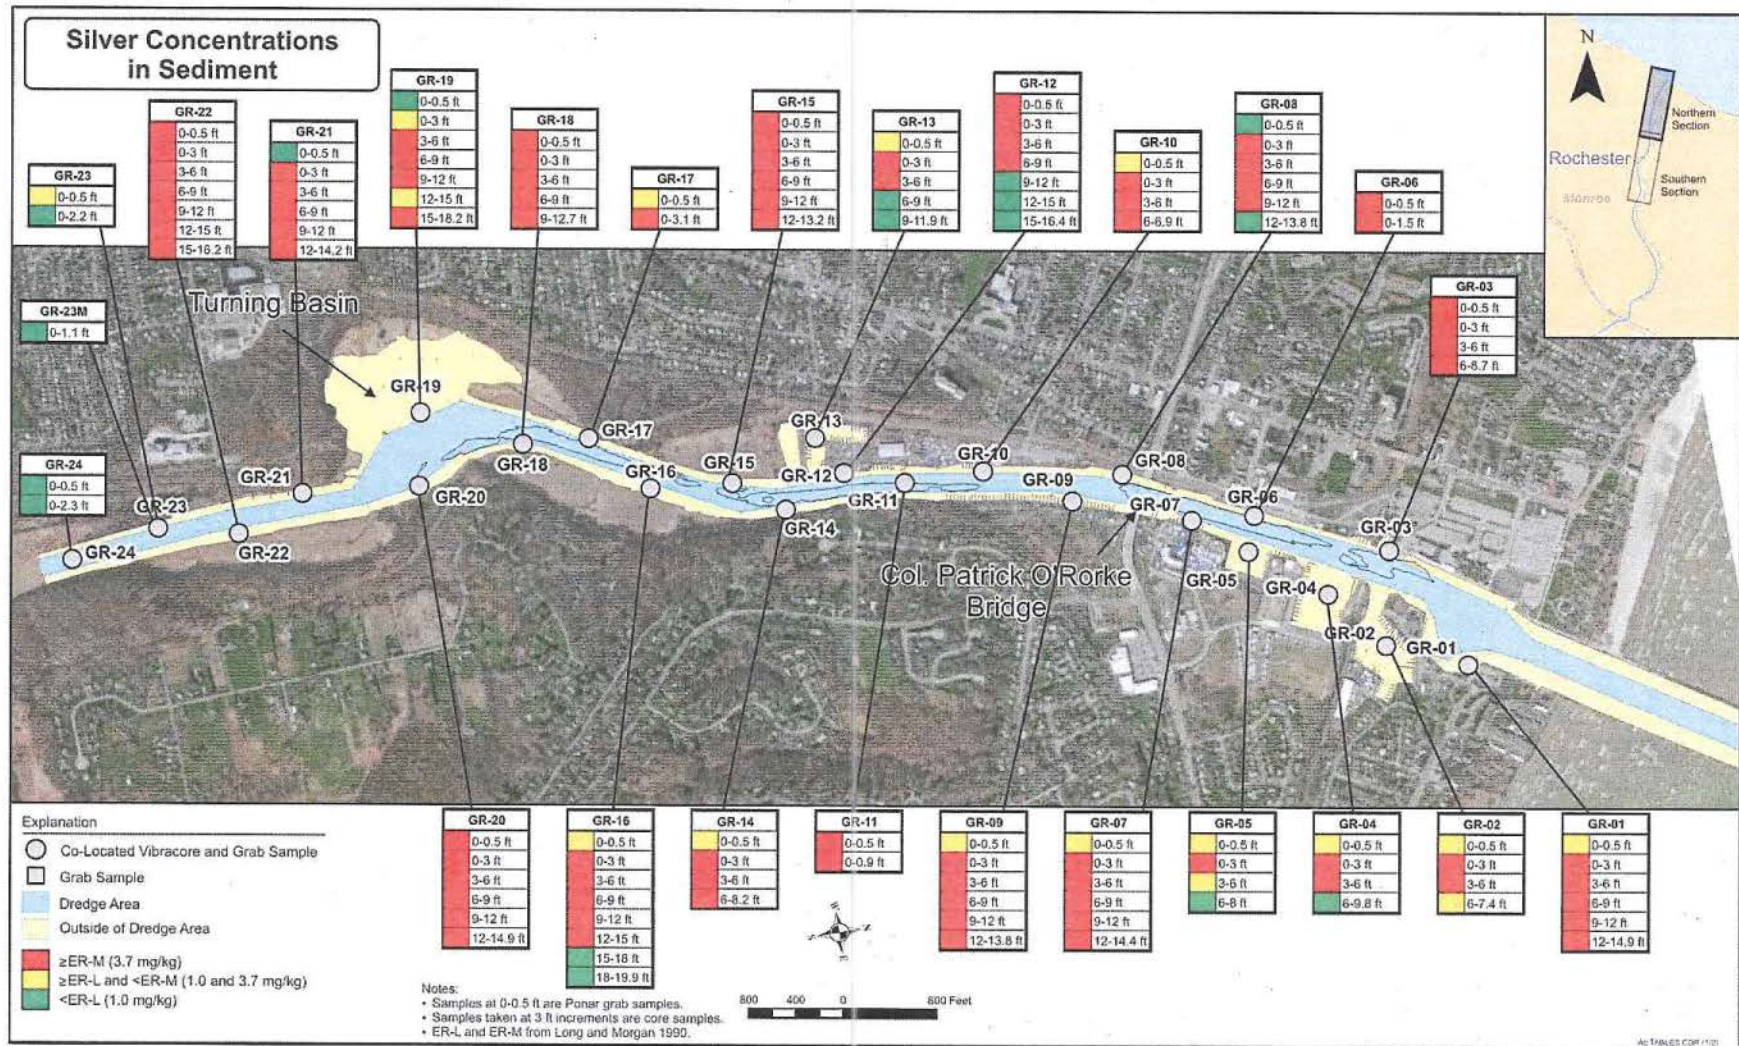 Silver Concentrations
in Sediment
GR-23
0-0.5 ft
0-2.2 ft
GR-22
0-0.5 ft
0-3 ft
3-6 ft
6-9 ft
9-12 ft
12-15 ft
15-16.2 ft
GR-21
0-0.5 ft
0-3 ft
3-6 ft
6-9 ft
9-12 ft
12-14.2 ft
GR-19
0-0.5 ft
0-3 ft
3-6 ft
6-9 ft
9-12 ft
12-15 ft
15-18.2 ft
GR-18
0-0.5 ft
0-3 ft
3-6 ft
6-9 ft
9-12.7 ft
GR-17
0-0.5 ft
0-3.1 ft
GR-15
0-0.5 ft
0-3 ft
3-6 ft
6-9 ft
9-12 ft
12-13.2 ft
GR-13
0-0.5 ft
0-3 ft
3-6 ft
6-9 ft
9-11.9 ft
GR-12
0-0.5 ft
0-3 ft
3-6 ft
6-9 ft
9-12 ft
12-15 ft
15-16.4 ft
GR-10
0-0.5 ft
0-3 ft
3-6 ft
6-6.9 ft
GR-08
0-0.5 ft
0-3 ft
3-6 ft
6-9 ft
9-12 ft
12-13.8 ft
GR-06
0-0.5 ft
0-1.5 ft
GR-03
0-0.5 ft
0-3 ft
3-6 ft
6-8.7 ft
N
Northern
Section
Rochester
Southern
Section
Monroe
GR-23M
0-1.1 ft
GR-24
0-0.5 ft
0-2.3 ft
Turning Basin
GR-19
GR-17
GR-13
GR-18
GR-16
GR-15
GR-12
GR-10
GR-08
GR-21
GR-20
GR-11
GR-09
GR-07
GR-06
GR-23
GR-22
GR-14
GR-03
GR-24
GR-05
GR-04
GR-02
GR-01
Col. Patrick O'Rorke
Bridge
Explanation
Co-Located Vibracore and Grab Sample
Grab Sample
Dredge Area
Outside of Dredge Area
≥ER-M (3.7 mg/kg)
≥ER-L and <ER-M (1.0 and 3.7 mg/kg)
<ER-L (1.0 mg/kg)
GR-20
0-0.5 ft
0-3 ft
3-6 ft
6-9 ft
9-12 ft
12-14.9 ft
GR-16
0-0.5 ft
0-3 ft
3-6 ft
6-9 ft
9-12 ft
12-15 ft
15-18 ft
18-19.9 ft
GR-14
0-0.5 ft
0-3 ft
3-6 ft
6-8.2 ft
GR-11
0-0.5 ft
0-0.9 ft
GR-09
0-0.5 ft
0-3 ft
3-6 ft
6-9 ft
9-12 ft
12-13.8 ft
GR-07
0-0.5 ft
0-3 ft
3-6 ft
6-9 ft
9-12 ft
12-14.4 ft
GR-05
0-0.5 ft
0-3 ft
3-6 ft
6-8 ft
GR-04
0-0.5 ft
0-3 ft
3-6 ft
6-9.8 ft
GR-02
0-0.5 ft
0-3 ft
3-6 ft
6-7.4 ft
GR-01
0-0.5 ft
0-3 ft
3-6 ft
6-9 ft
9-12 ft
12-14.9 ft
W
N
S
E
Notes:
• Samples at 0-0.5 ft are Ponar grab samples.
• Samples taken at 3 ft increments are core samples.
• ER-L and ER-M from Long and Morgan 1990.
800 400 0 800 Feet